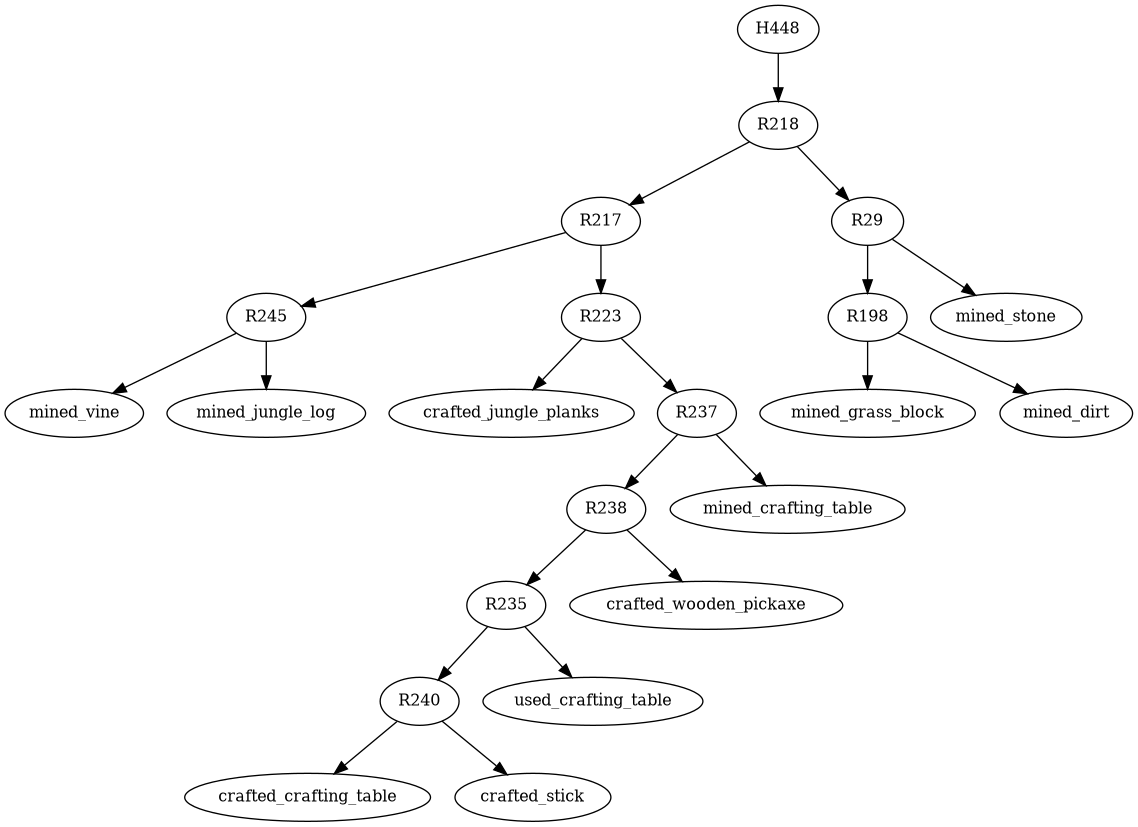 H448
R218
R217
R29
R245
R223
R198
mined_stone
mined_vine
mined_jungle_log
crafted_jungle_planks
R237
mined_grass_block
mined_dirt
R238
mined_crafting_table
R235
crafted_wooden_pickaxe
R240
used_crafting_table
crafted_crafting_table
crafted_stick